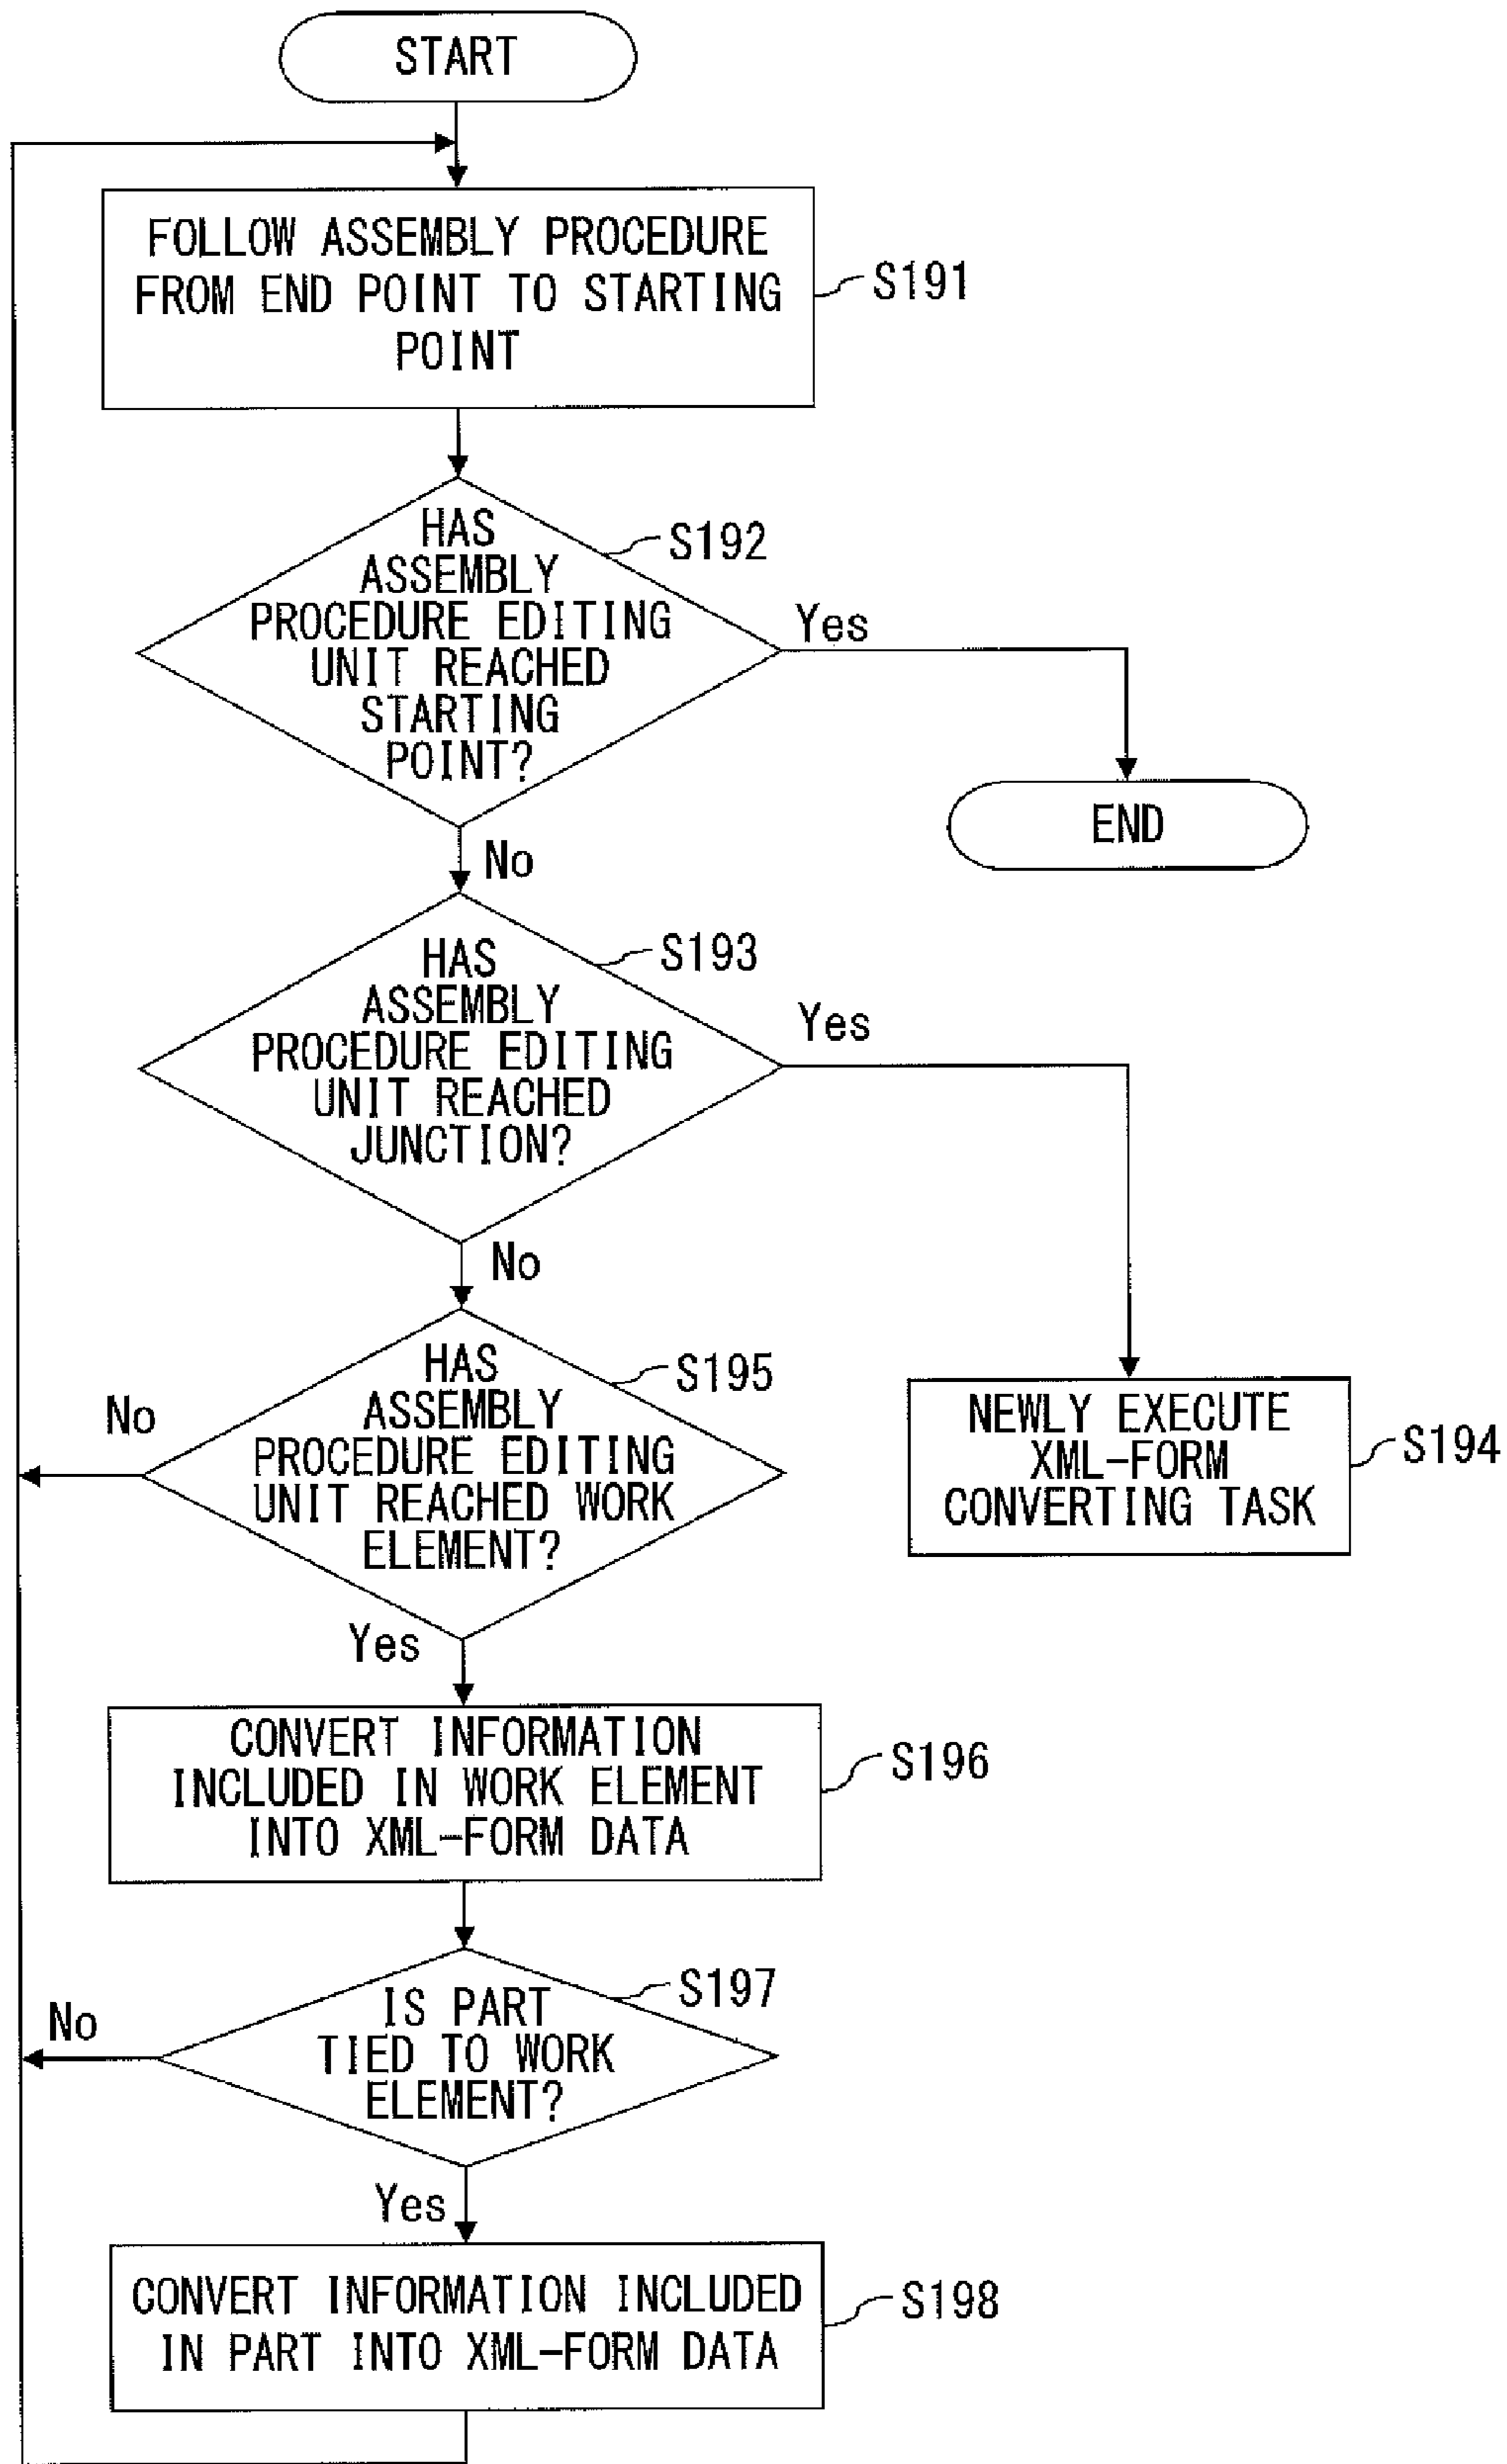 START
FOLLOW ASSEMBLY PROCEDURE
FROM END POINT TO STARTING
POINT
S191
HAS
ASSEMBLY
PROCEDURE EDITING
UNIT REACHED
STARTING
POINT?
S192
Yes
END
No
HAS
ASSEMBLY
PROCEDURE EDITING
UNIT REACHED
JUNCTION?
S193
Yes
NEWLY EXECUTE
XML-FORM
CONVERTING TASK
S194
No
HAS
ASSEMBLY
PROCEDURE EDITING
UNIT REACHED WORK
ELEMENT?
S195
No
Yes
CONVERT INFORMATION
INCLUDED IN WORK ELEMENT
INTO XML-FORM DATA
S196
IS PART
TIED TO WORK
ELEMENT?
S197
No
Yes
CONVERT INFORMATION INCLUDED
IN PART INTO XML-FORM DATA
S198